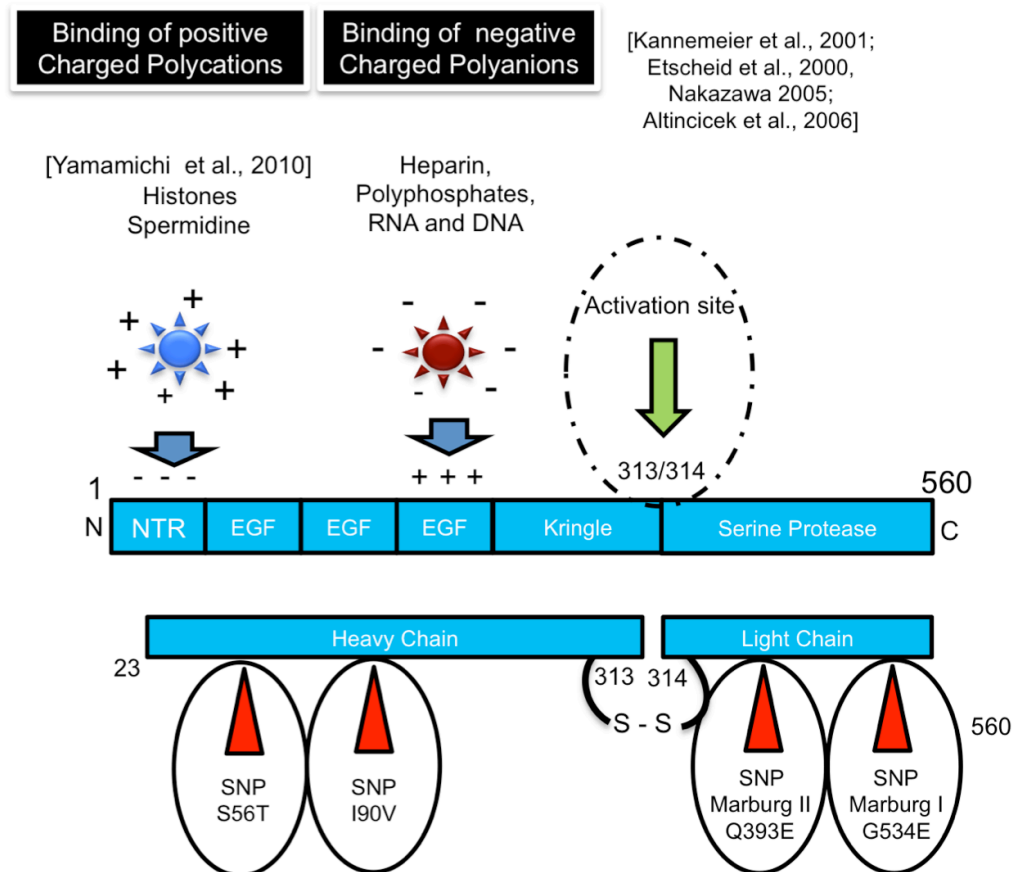 Binding of positive
Charged Polycations
Binding of negative
Charged Polyanions
[Kannemeier et al., 2001;
Etscheid et al., 2000,
Nakazawa 2005;
Altincicek et al., 2006]
[Yamamichi et al., 2010]
Histones
Spermidine
Heparin,
Polyphosphates,
RNA and DNA
Activation site
+ + + + + +
- - - - - -
- - -
+ + +
313/314
1
560
N
NTR
EGF
EGF
EGF
Kringle
Serine Protease
C
Heavy Chain
Light Chain
23
313 314
S - S
560
SNP
S56T
SNP
I90V
SNP
Marburg II
Q393E
SNP
Marburg I
G534E